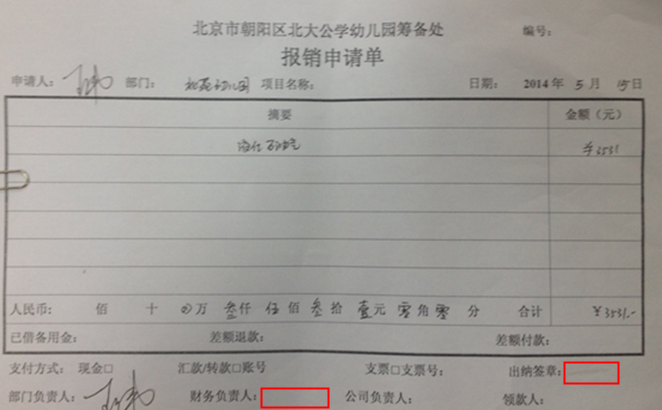 北京市朝阳区北大公学幼儿园筹备处
编号：
报销申请单
申请人： 部门： 幼儿园 项目名称： 日期： 2014 年 5 月 15 日
摘要 金额（元）
¥3531
人民币： 佰 十 万 叁仟 伍佰 叁拾 壹元 零角 零分 合计 ¥3531.-
已借备用金： 差额退款： 差额付款：
支付方式： 现金□ 汇款/转款□账号 支票□支票号： 出纳签章：
部门负责人： 财务负责人： 公司负责人： 领款人：